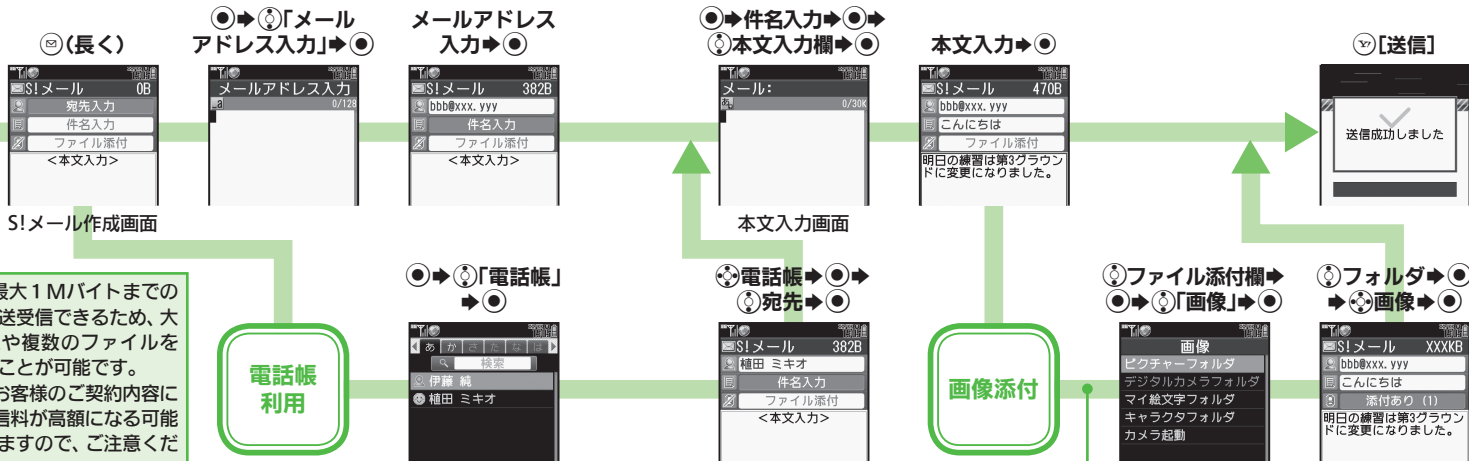 ✉(長く)
●➡「メール
アドレス入力」➡●
メールアドレス
入力➡●
●➡件名入力➡●➡
本文入力欄➡●
本文入力➡●
[送信]
S!メール 0B
宛先入力
件名入力
ファイル添付
<本文入力>
メールアドレス入力
_a 0/128
S!メール 382B
bbb@xxx.yyy
件名入力
ファイル添付
<本文入力>
メール:
0/30K
S!メール 470B
bbb@xxx.yyy
こんにちは
ファイル添付
明日の練習は第3グラウン
ドに変更になりました。
送信成功しました
S!メール作成画面
本文入力画面
最大1Mバイトまでの
送受信できるため、大
や複数のファイルを
ことが可能です。
お客様のご契約内容に
信料が高額になる可能
ますので、ご注意くだ
電話帳
利用
●➡「電話帳」
➡●
あ か さ た な は
検索
伊藤 純
植田 ミキオ
電話帳➡●➡
宛先➡●
S!メール 382B
植田 ミキオ
件名入力
ファイル添付
<本文入力>
画像添付
ファイル添付欄➡
●➡「画像」➡●
画像
ピクチャーフォルダ
デジタルカメラフォルダ
マイ絵文字フォルダ
キャラクタフォルダ
カメラ起動
フォルダ➡●
➡画像➡●
S!メール XXXKB
bbb@xxx.yyy
こんにちは
添付あり (1)
明日の練習は第3グラウン
ドに変更になりました。